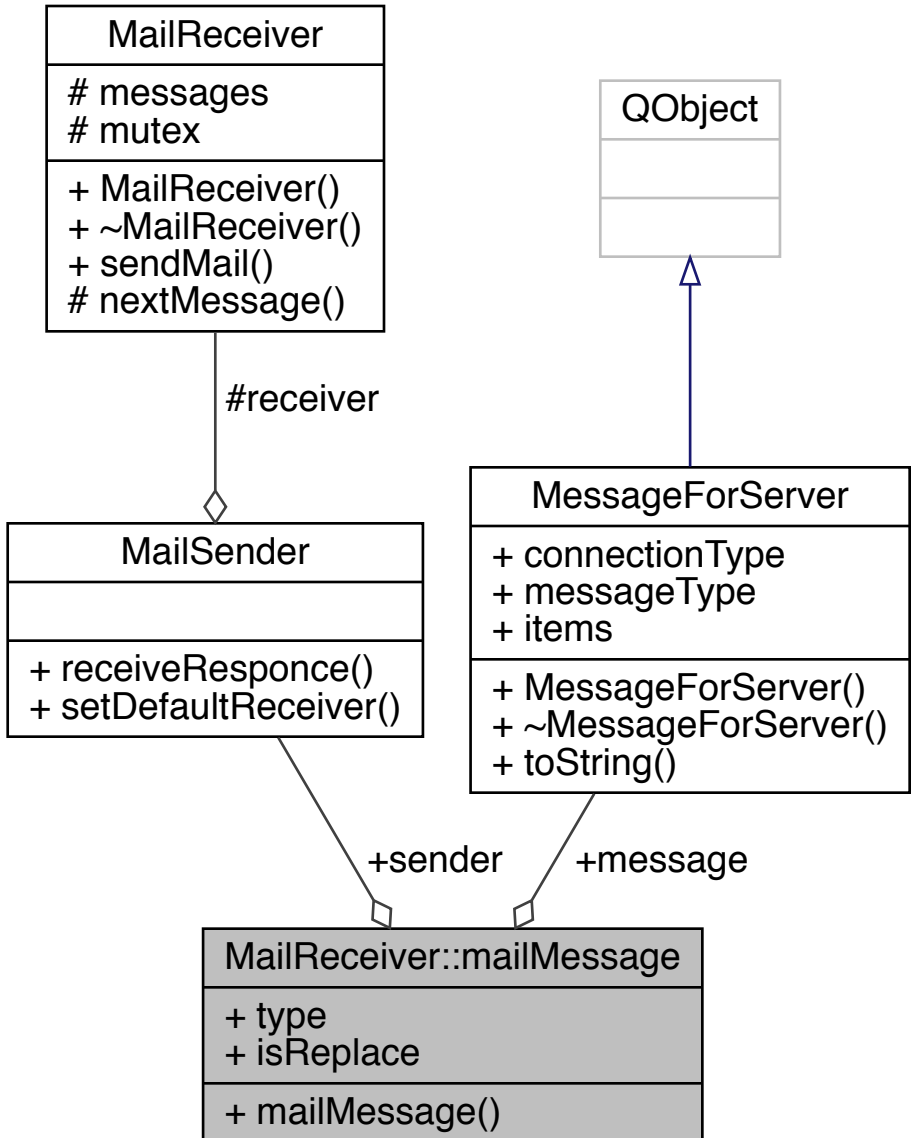 MailReceiver
# messages
# mutex
+ MailReceiver()
+ ~MailReceiver()
+ sendMail()
# nextMessage()
QObject
#receiver
MailSender
+ receiveResponce()
+ setDefaultReceiver()
MessageForServer
+ connectionType
+ messageType
+ items
+ MessageForServer()
+ ~MessageForServer()
+ toString()
+sender
+message
MailReceiver::mailMessage
+ type
+ isReplace
+ mailMessage()